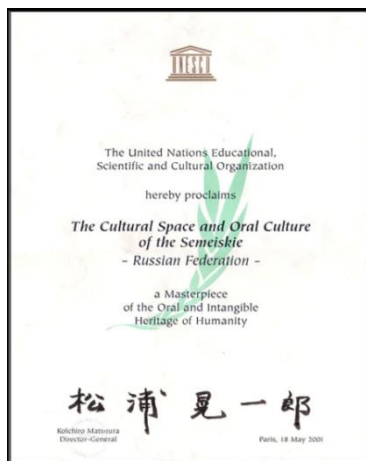 UNESCO
The United Nations Educational,
Scientific and Cultural Organization
hereby proclaims
The Cultural Space and Oral Culture
of the Semeiskie
– Russian Federation –
a Masterpiece
of the Oral and Intangible
Heritage of Humanity
松浦晃一郎
Koïchiro Matsuura
Director-General
Paris, 18 May 2001